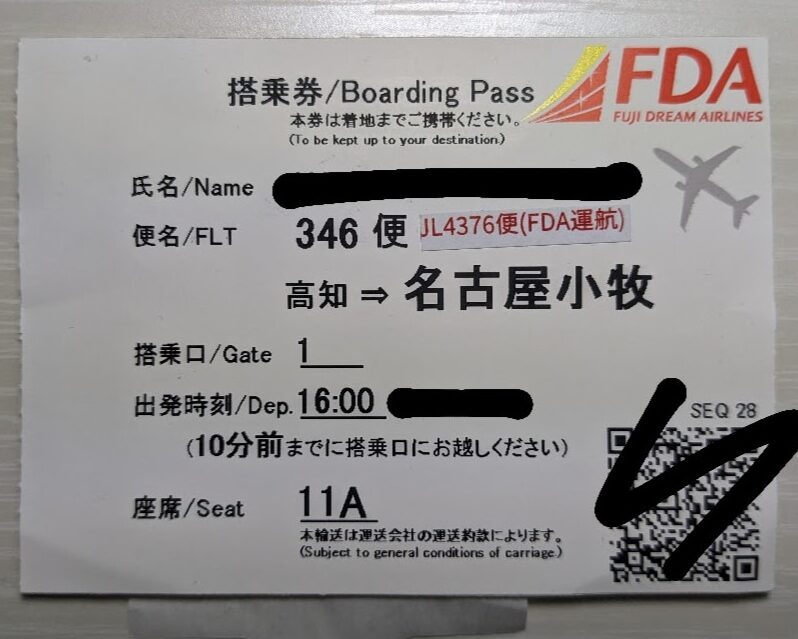 FDA
FUJI DREAM AIRLINES
搭乗券/Boarding Pass
本券は着地までご携帯ください。
(To be kept up to your destination.)
氏名/Name
便名/FLT 346 便 JL4376便(FDA運航)
高知 ⇒ 名古屋小牧
搭乗口/Gate 1
出発時刻/Dep. 16:00
(10分前までに搭乗口にお越しください)
SEQ 28
座席/Seat 11A
本輸送は運送会社の運送約款によります。
(Subject to general conditions of carriage.)